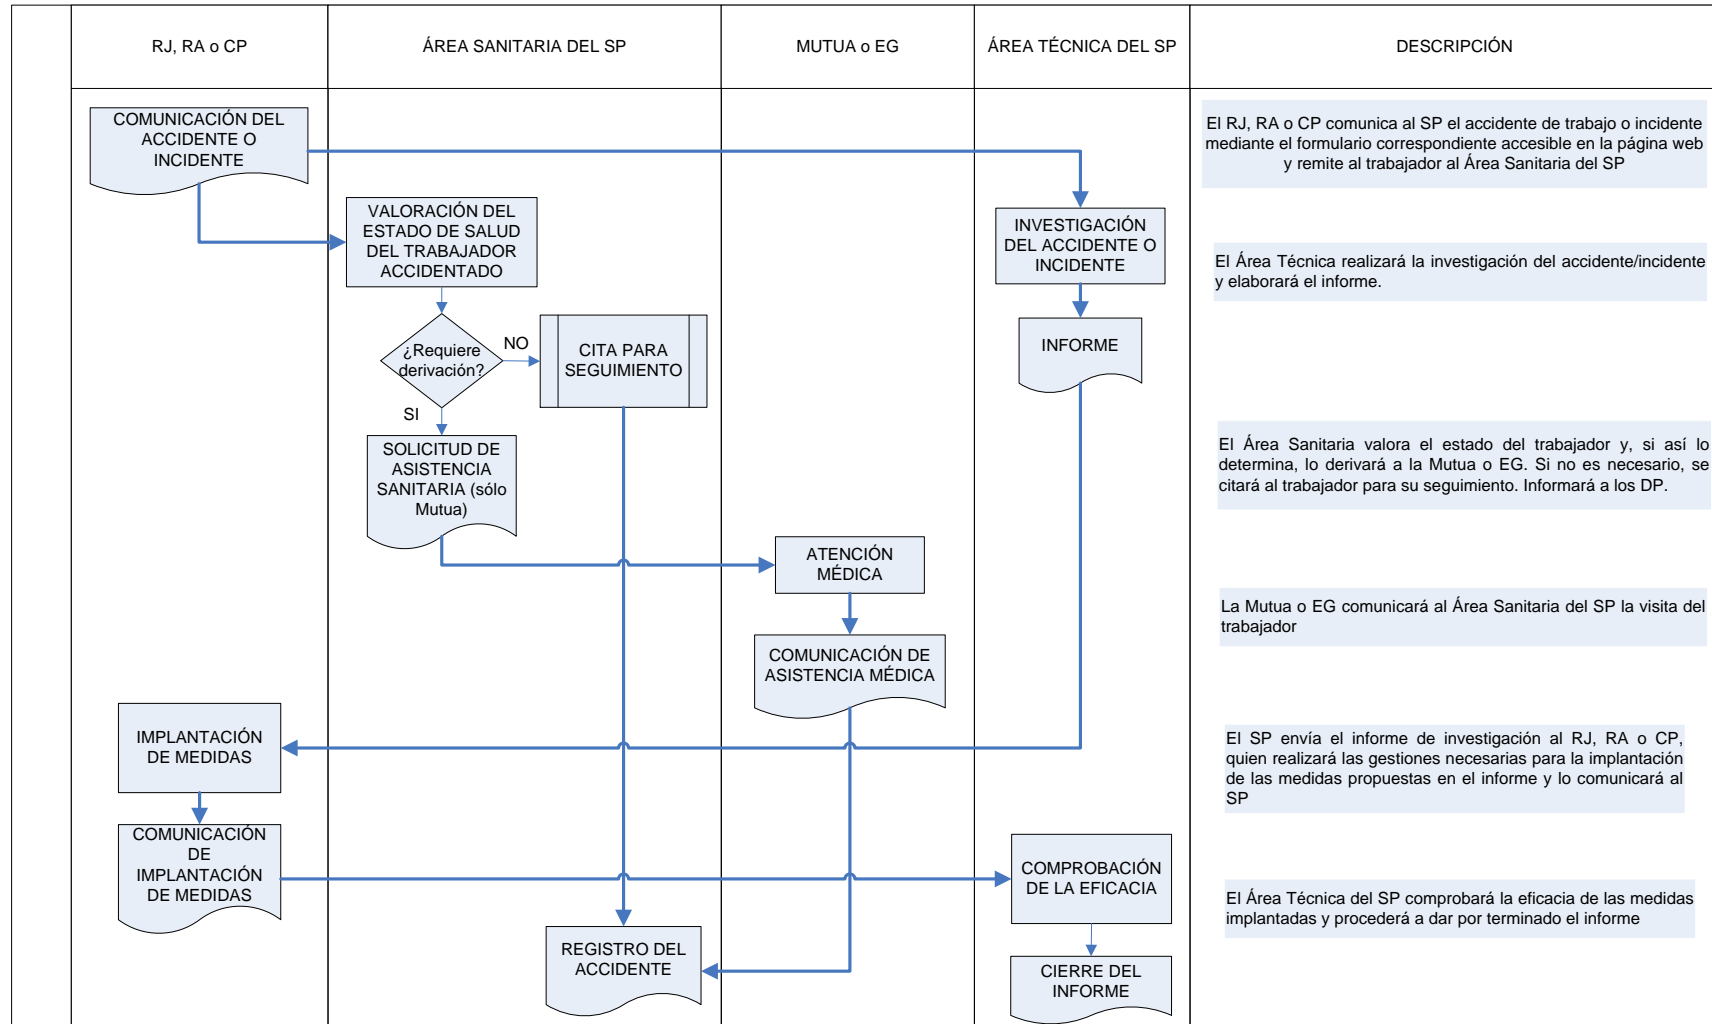 RJ, RA o CP
ÁREA SANITARIA DEL SP
MUTUA o EG
ÁREA TÉCNICA DEL SP
DESCRIPCIÓN
COMUNICACIÓN DEL
ACCIDENTE O
INCIDENTE
El RJ, RA o CP comunica al SP el accidente de trabajo o incidente
mediante el formulario correspondiente accesible en la página web
y remite al trabajador al Área Sanitaria del SP
VALORACIÓN DEL
ESTADO DE SALUD
DEL TRABAJADOR
ACCIDENTADO
INVESTIGACIÓN
DEL ACCIDENTE O
INCIDENTE
El Área Técnica realizará la investigación del accidente/incidente
y elaborará el informe.
¿Requiere
derivación?
NO
CITA PARA
SEGUIMIENTO
INFORME
SI
SOLICITUD DE
ASISTENCIA
SANITARIA (sólo
Mutua)
El Área Sanitaria valora el estado del trabajador y, si así lo
determina, lo derivará a la Mutua o EG. Si no es necesario, se
citará al trabajador para su seguimiento. Informará a los DP.
ATENCIÓN
MÉDICA
La Mutua o EG comunicará al Área Sanitaria del SP la visita del
trabajador
COMUNICACIÓN DE
ASISTENCIA MÉDICA
IMPLANTACIÓN
DE MEDIDAS
El SP envía el informe de investigación al RJ, RA o CP,
quien realizará las gestiones necesarias para la implantación
de las medidas propuestas en el informe y lo comunicará al
SP
COMUNICACIÓN
DE
IMPLANTACIÓN
DE MEDIDAS
COMPROBACIÓN
DE LA EFICACIA
El Área Técnica del SP comprobará la eficacia de las medidas
implantadas y procederá a dar por terminado el informe
REGISTRO DEL
ACCIDENTE
CIERRE DEL
INFORME